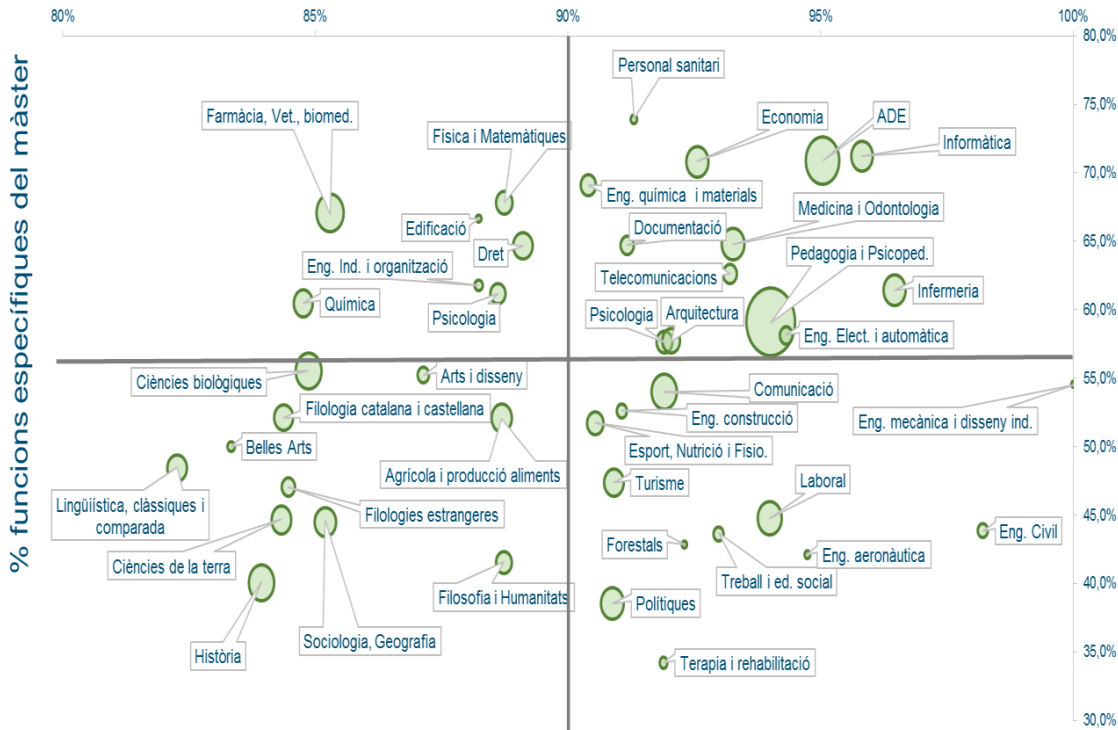 80%
85%
90%
95%
100%
% funcions específiques del màster
80,0%
75,0%
70,0%
65,0%
60,0%
55,0%
50,0%
45,0%
40,0%
35,0%
30,0%
Personal sanitari
Farmàcia, Vet., biomed.
Física i Matemàtiques
Economia
ADE
Informàtica
Eng. química i materials
Medicina i Odontologia
Edificació
Documentació
Dret
Pedagogia i Psicoped.
Eng. Ind. i organització
Telecomunicacions
Infermeria
Química
Psicologia
Psicologia
Arquitectura
Eng. Elect. i automàtica
Ciències biològiques
Arts i disseny
Comunicació
Filologia catalana i castellana
Eng. construcció
Eng. mecànica i disseny ind.
Belles Arts
Agrícola i producció aliments
Esport, Nutrició i Fisio.
Turisme
Laboral
Lingüiística, clàssiques i
comparada
Filologies estrangeres
Eng. Civil
Forestals
Eng. aeronàutica
Ciències de la terra
Treball i ed. social
Filosofia i Humanitats
Polítiques
Sociologia, Geografia
Història
Terapia i rehabilitació